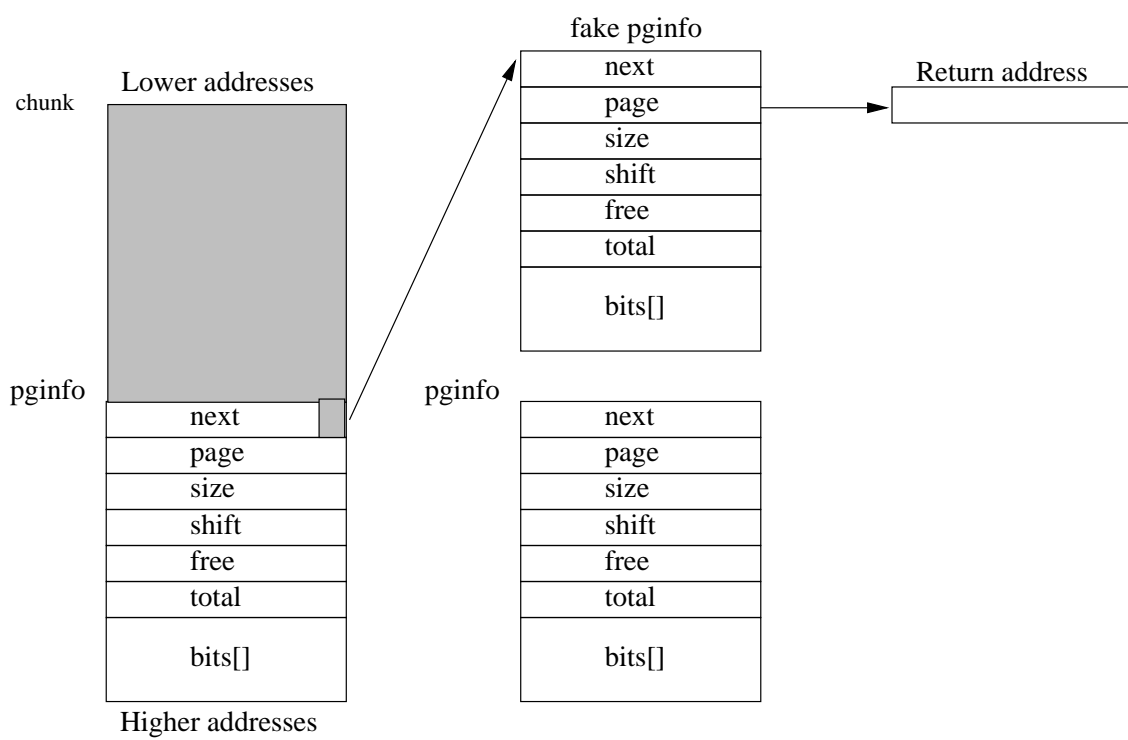 fake pginfo
Lower addresses
chunk
next
page
size
shift
free
total
bits[]
Return address
pginfo
next
page
size
shift
free
total
bits[]
Higher addresses
pginfo
next
page
size
shift
free
total
bits[]